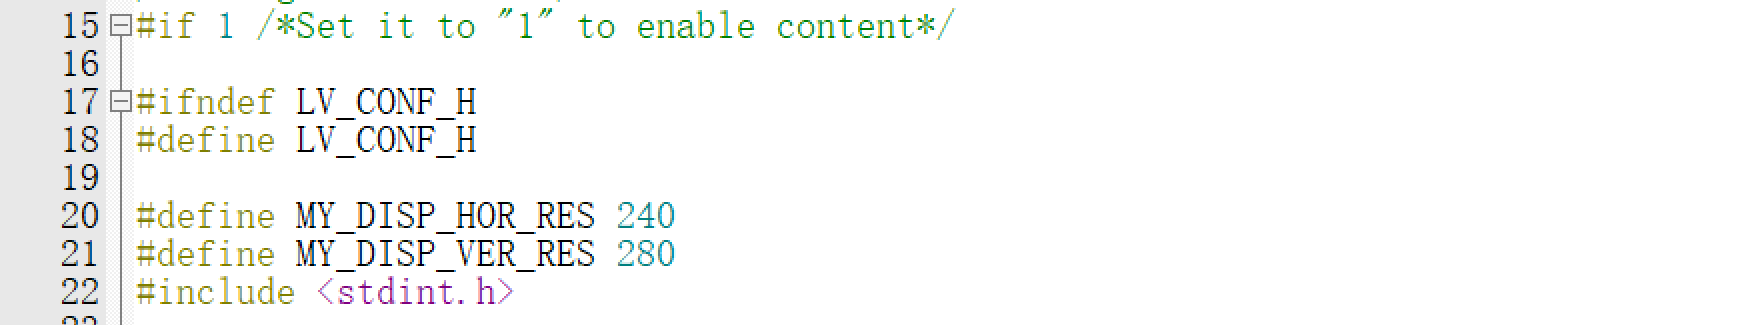 15 #if 1 /*Set it to "1" to enable content*/
16
17 #ifndef LV_CONF_H
18 #define LV_CONF_H
19
20 #define MY_DISP_HOR_RES 240
21 #define MY_DISP_VER_RES 280
22 #include <stdint.h>